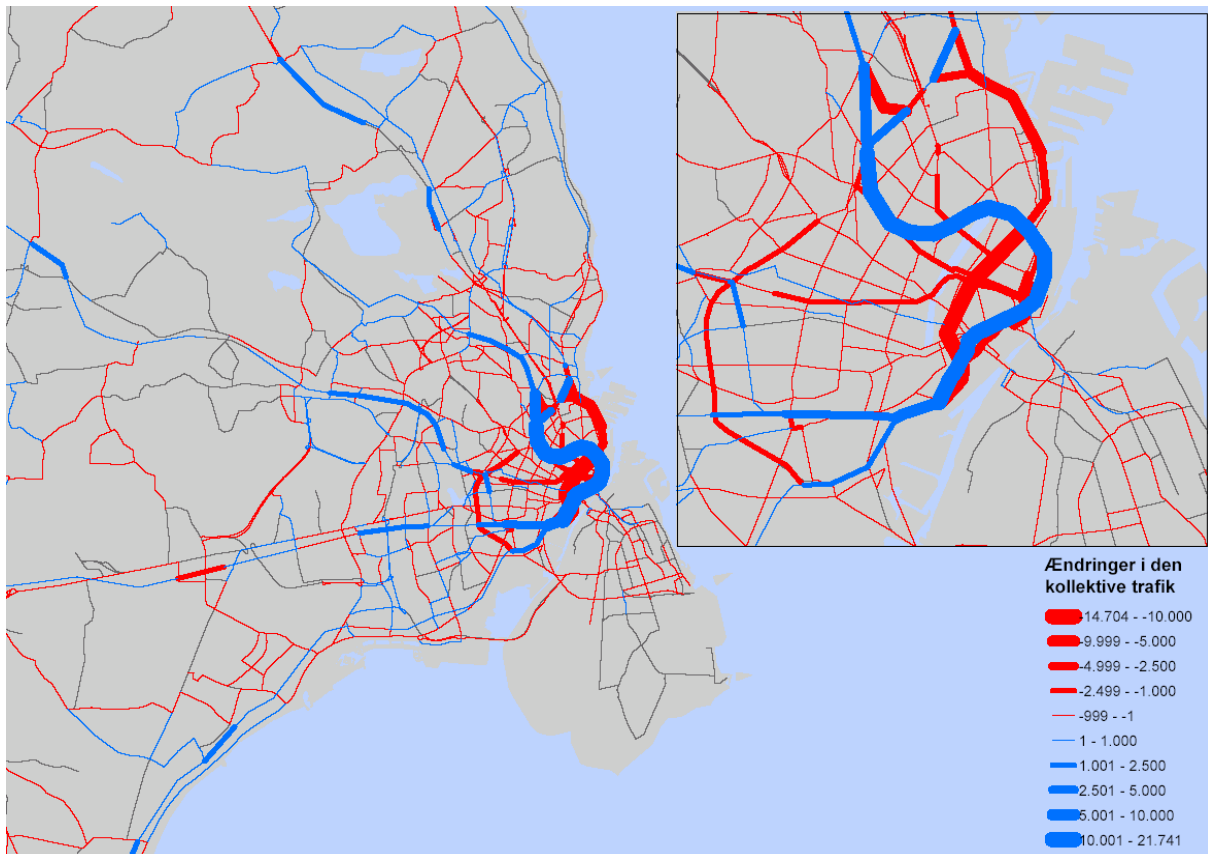 Ændringer i den
kollektive trafik
-14.704 - -10.000
-9.999 - -5.000
-4.999 - -2.500
-2.499 - -1.000
-999 - -1
1 - 1.000
1.001 - 2.500
2.501 - 5.000
5.001 - 10.000
10.001 - 21.741